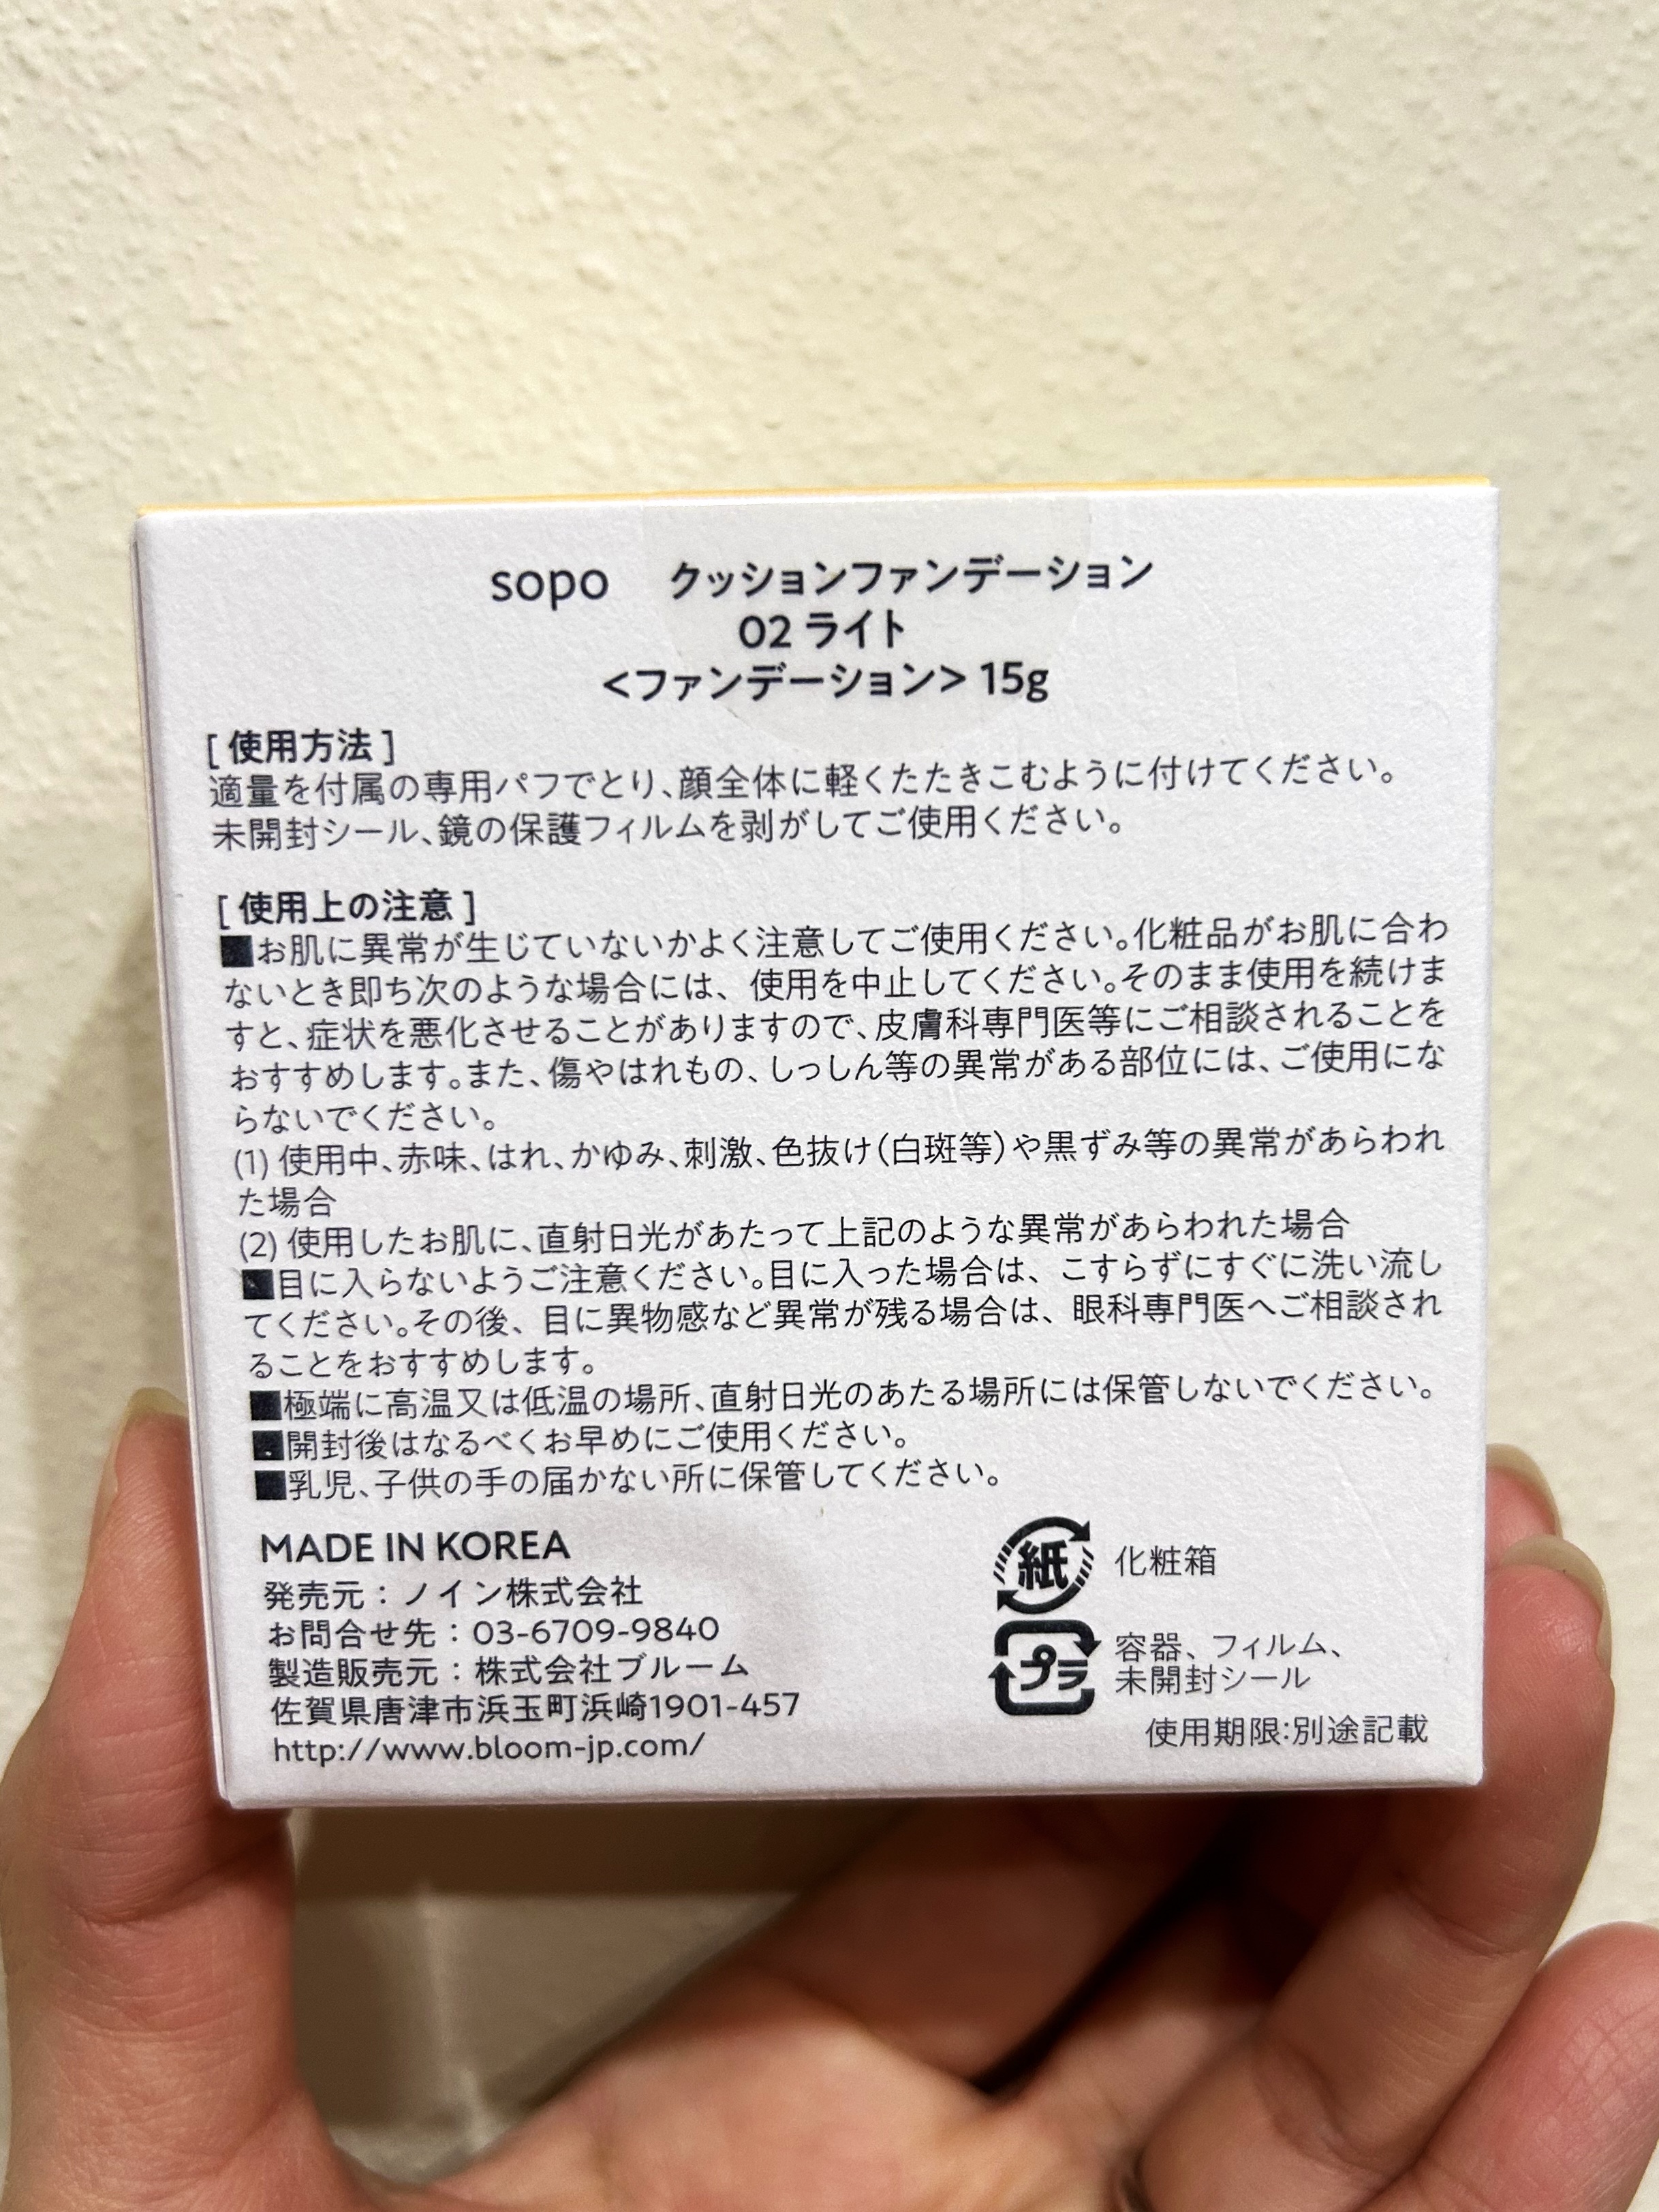 sopo クッションファンデーション
02 ライト
<ファンデーション> 15g
[ 使用方法 ]
適量を付属の専用パフでとり、顔全体に軽くたたきこむように付けてください。
未開封シール、鏡の保護フィルムを剥がしてご使用ください。
[ 使用上の注意 ]
■お肌に異常が生じていないかよく注意してご使用ください。化粧品がお肌に合わ
ないとき即ち次のような場合には、使用を中止してください。そのまま使用を続けま
すと、症状を悪化させることがありますので、皮膚科専門医等にご相談されることを
おすすめします。また、傷やはれもの、しっしん等の異常がある部位には、ご使用にな
らないでください。
(1) 使用中、赤味、はれ、かゆみ、刺激、色抜け(白斑等)や黒ずみ等の異常があらわれ
た場合
(2) 使用したお肌に、直射日光があたって上記のような異常があらわれた場合
■目に入らないようご注意ください。目に入った場合は、こすらずにすぐに洗い流し
てください。その後、目に異物感など異常が残る場合は、眼科専門医へご相談され
ることをおすすめします。
■極端に高温又は低温の場所、直射日光のあたる場所には保管しないでください。
■開封後はなるべくお早めにご使用ください。
■乳児、子供の手の届かない所に保管してください。
MADE IN KOREA
発売元：ノイン株式会社
お問合せ先：03-6709-9840
製造販売元：株式会社ブルーム
佐賀県唐津市浜玉町浜崎1901-457
http://www.bloom-jp.com/
紙 化粧箱
プラ 容器、フィルム、
未開封シール
使用期限:別途記載